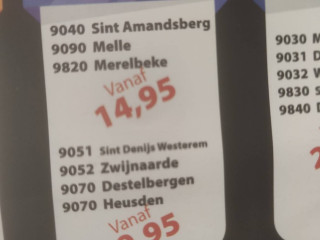 9040 Sint Amandsberg
9090 Melle
9820 Merelbeke
Vanaf
14,95
9051 Sint Denijs Westerem
9052 Zwijnaarde
9070 Destelbergen
9070 Heusden
Vanaf
9030
9031
9032
9830
9840